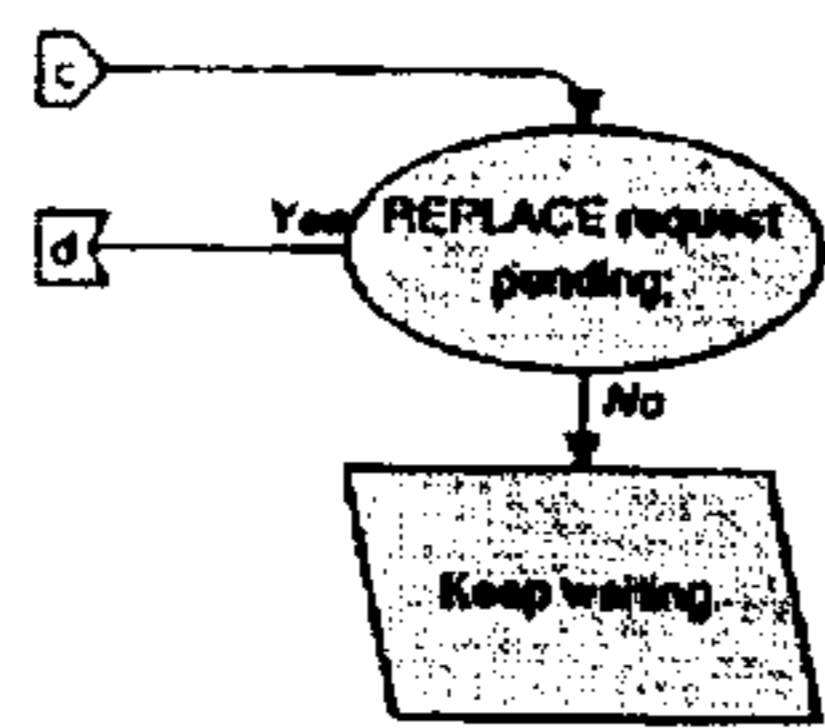 c
d
Yes
REPLACE request
pending;
No
Keep waiting